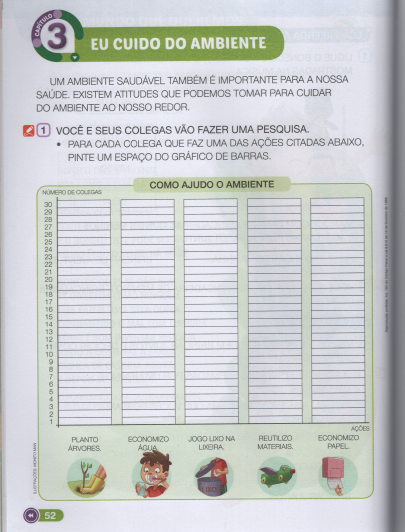 CAPÍTULO
3
EU CUIDO DO AMBIENTE
UM AMBIENTE SAUDÁVEL TAMBÉM É IMPORTANTE PARA A NOSSA
SAÚDE. EXISTEM ATITUDES QUE PODEMOS TOMAR PARA CUIDAR
DO AMBIENTE AO NOSSO REDOR.
1 VOCÊ E SEUS COLEGAS VÃO FAZER UMA PESQUISA.
• PARA CADA COLEGA QUE FAZ UMA DAS AÇÕES CITADAS ABAIXO,
PINTE UM ESPAÇO DO GRÁFICO DE BARRAS.
COMO AJUDO O AMBIENTE
NÚMERO DE COLEGAS
30
29
28
27
26
25
24
23
22
21
20
19
18
17
16
15
14
13
12
11
10
9
8
7
6
5
4
3
2
1
AÇÕES
PLANTO
ÁRVORES.
ECONOMIZO
ÁGUA.
JOGO LIXO NA
LIXEIRA.
REUTILIZO
MATERIAIS.
ECONOMIZO
PAPEL.
52